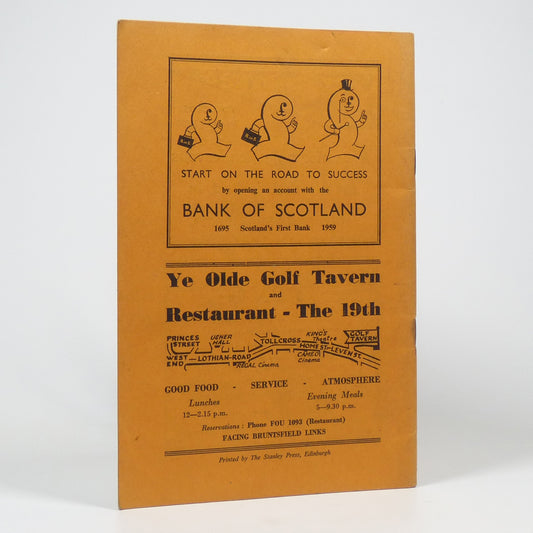 £ £ £
B of S B of S
START ON THE ROAD TO SUCCESS
by opening an account with the
BANK OF SCOTLAND
1695 Scotland's First Bank 1959
Ye Olde Golf Tavern
and
Restaurant - The 19th
PRINCES STREET
USHER HALL
TOLLCROSS
KING'S Theatre
GOLF TAVERN
WEST END
LOTHIAN-ROAD
REGAL Cinema
HOME ST-LEVEN ST.
CAMEO Cinema
GOOD FOOD - SERVICE - ATMOSPHERE
Lunches Evening Meals
12—2.15 p.m. 5—9.30 p.m.
Reservations : Phone FOU 1093 (Restaurant)
FACING BRUNTSFIELD LINKS
Printed by The Stanley Press, Edinburgh